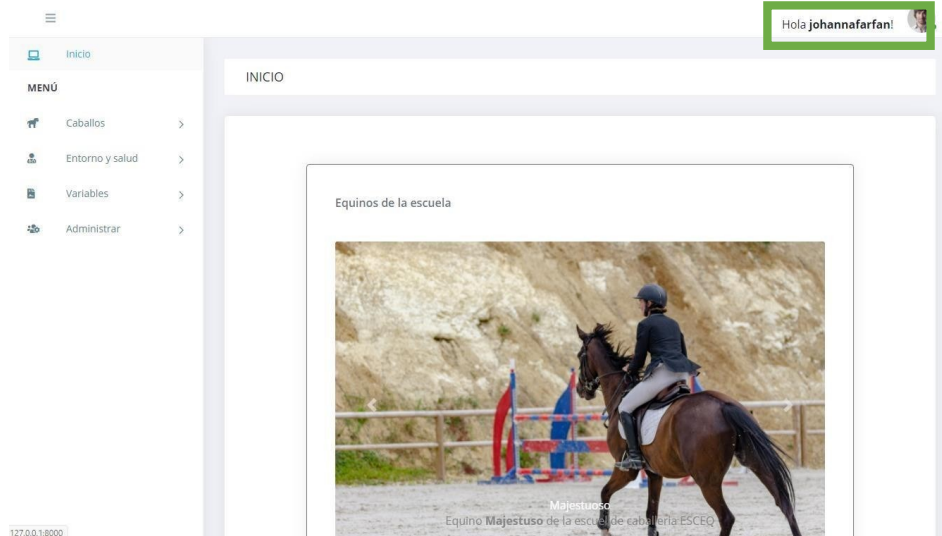 Hola johannafarfan!
Inicio
MENÚ
Caballos
Entorno y salud
Variables
Administrar
INICIO
Equinos de la escuela
Majestuoso
Equino Majestuso de la escuela de caballeria ESCEQ
127.0.0.1:8000